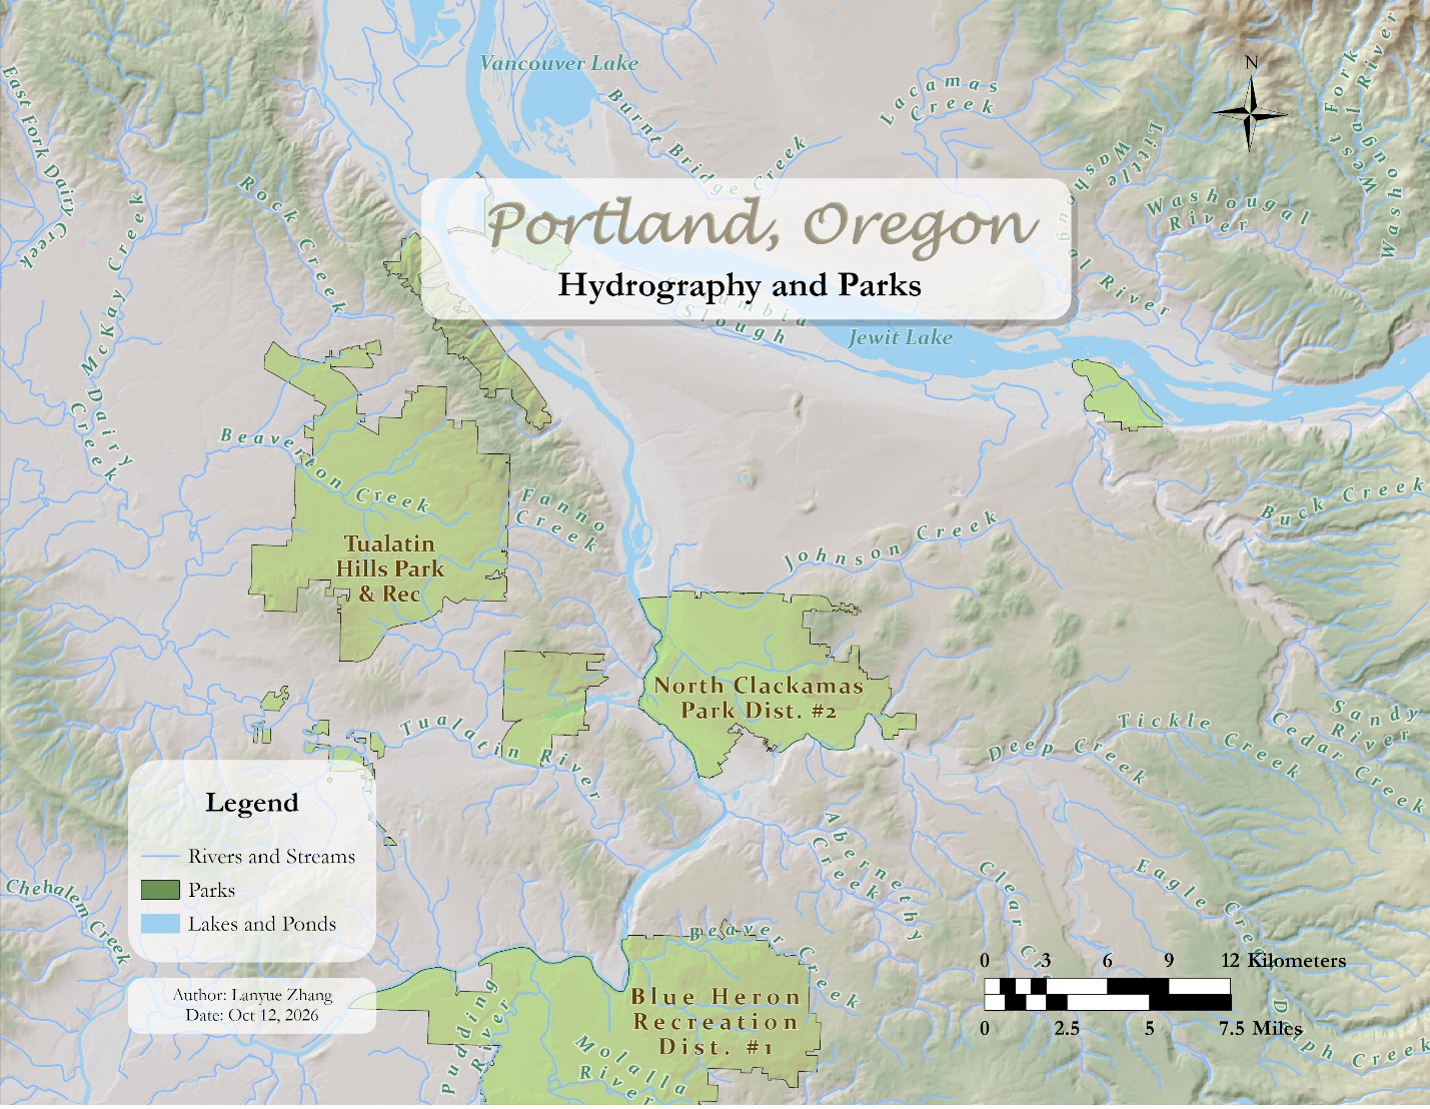 Vancouver Lake
Burnt Bridge Creek
Lacamas
Creek
N
West Fork
Washougal River
Little Washougal River
Washougal
River
East Fork Dairy
Creek
McKay Creek
Rock Creek
Portland, Oregon
Hydrography and Parks
Columbia
Slough
Jewit Lake
Dairy
Creek
Beaverton Creek
Fanno
Creek
Tualatin
Hills Park
& Rec
Johnson Creek
Buck Creek
North Clackamas
Park Dist. #2
Tualatin River
Deep Creek
Tickle Creek
Sandy
River
Cedar Creek
Legend
Rivers and Streams
Parks
Lakes and Ponds
Chehalem Creek
Abernethy
Creek
Clear Cr
Eagle Creek
Beaver Creek
Author: Lanyue Zhang
Date: Oct 12, 2026
Pudding
River
Blue Heron
Recreation
Dist. #1
Molalla
River
0 3 6 9 12 Kilometers
0 2.5 5 7.5 Miles
Delph Creek